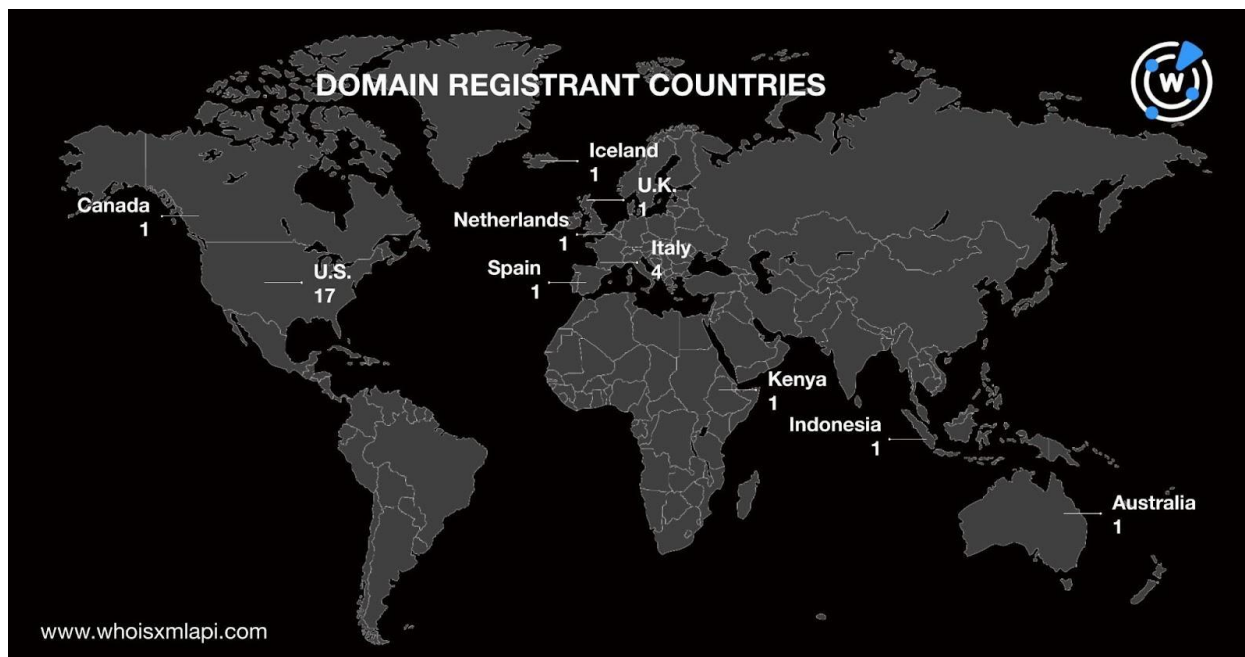 DOMAIN REGISTRANT COUNTRIES
W
Iceland
1
U.K.
1
Canada
1
Netherlands
1
Italy
4
Spain
1
U.S.
17
Kenya
1
Indonesia
1
Australia
1
www.whoisxmlapi.com